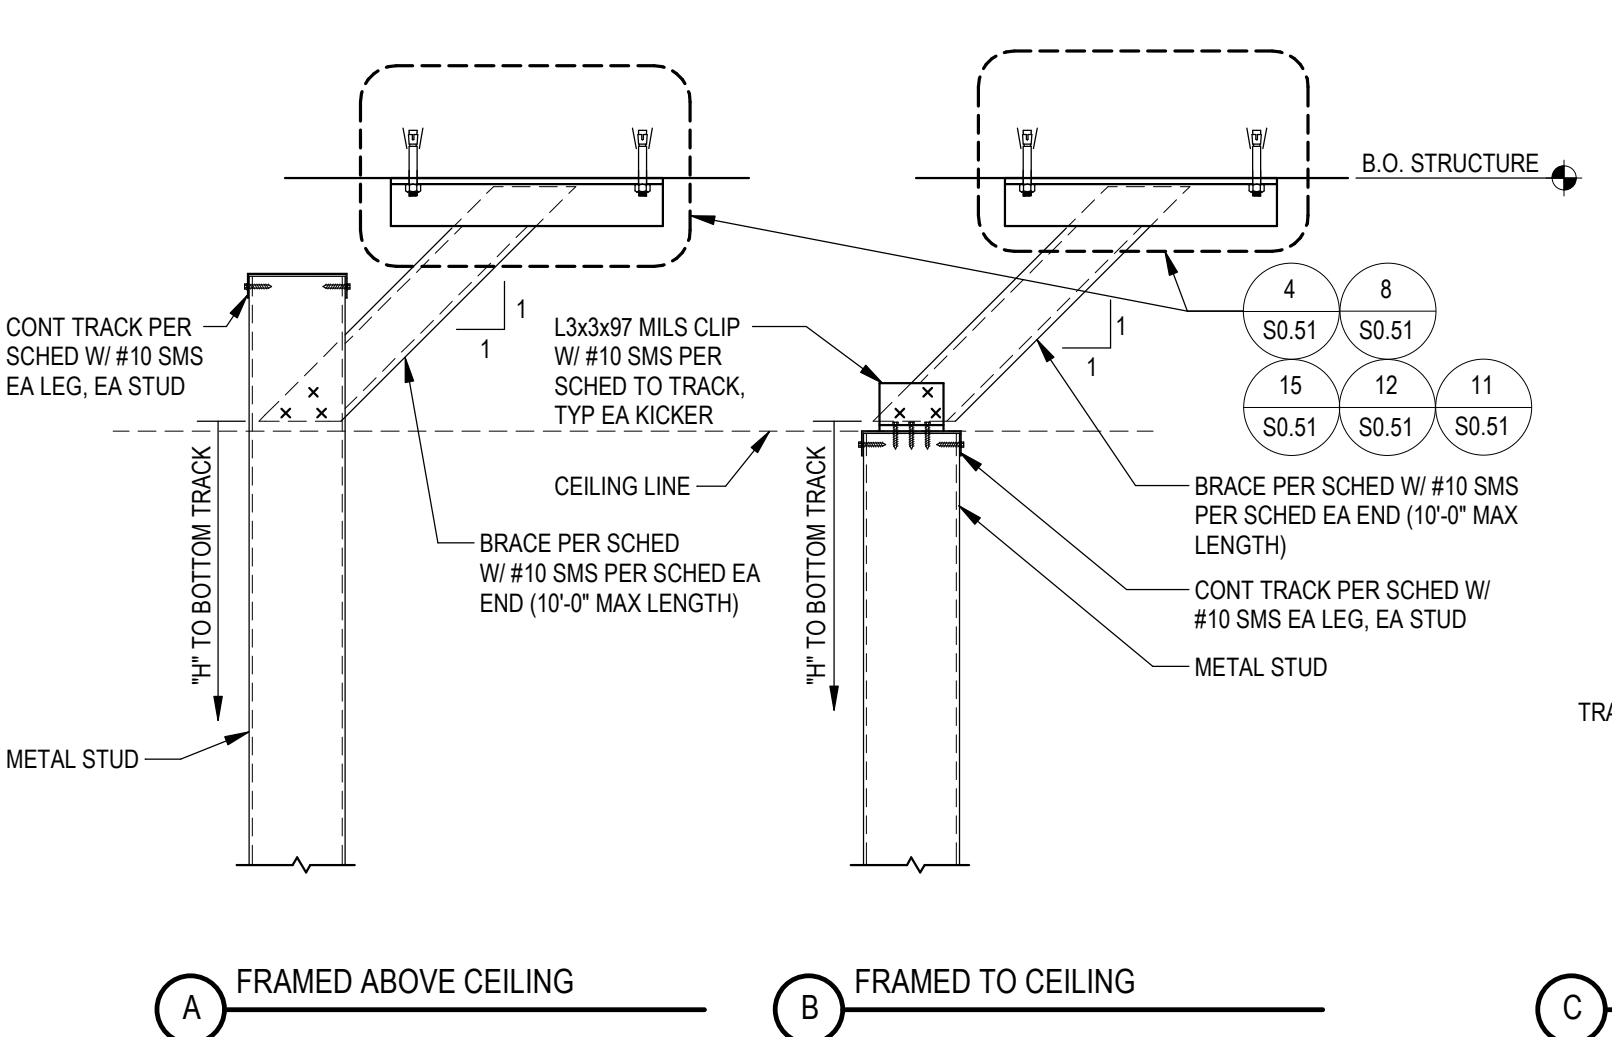 B.O. STRUCTURE
CONT TRACK PER
SCHED W/ #10 SMS
EA LEG, EA STUD
1
1
L3x3x97 MILS CLIP
W/ #10 SMS PER
SCHED TO TRACK,
TYP EA KICKER
1
1
4
S0.51
8
S0.51
15
S0.51
12
S0.51
11
S0.51
CEILING LINE
"H" TO BOTTOM TRACK
"H" TO BOTTOM TRACK
BRACE PER SCHED
W/ #10 SMS PER SCHED EA
END (10'-0" MAX LENGTH)
BRACE PER SCHED W/ #10 SMS
PER SCHED EA END (10'-0" MAX
LENGTH)
CONT TRACK PER SCHED W/
#10 SMS EA LEG, EA STUD
METAL STUD
METAL STUD
TRA
A
FRAMED ABOVE CEILING
B
FRAMED TO CEILING
C